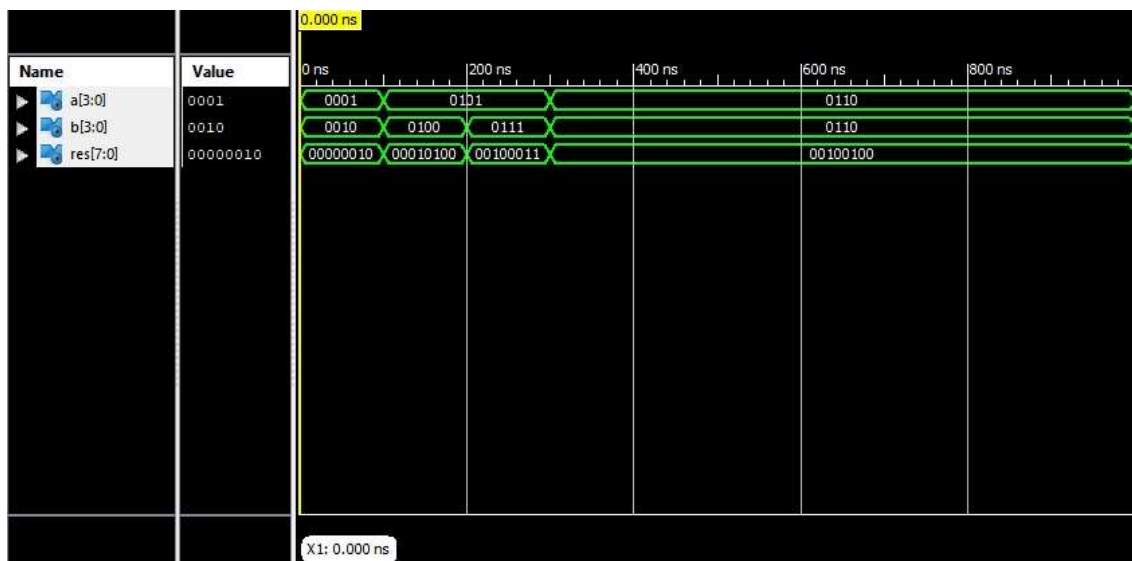 0.000 ns
Name Value 0 ns 200 ns 400 ns 600 ns 800 ns
a[3:0] 0001 0001 0101 0110
b[3:0] 0010 0010 0100 0111 0110
res[7:0] 00000010 00000010 00010100 00100011 00100100
X1: 0.000 ns